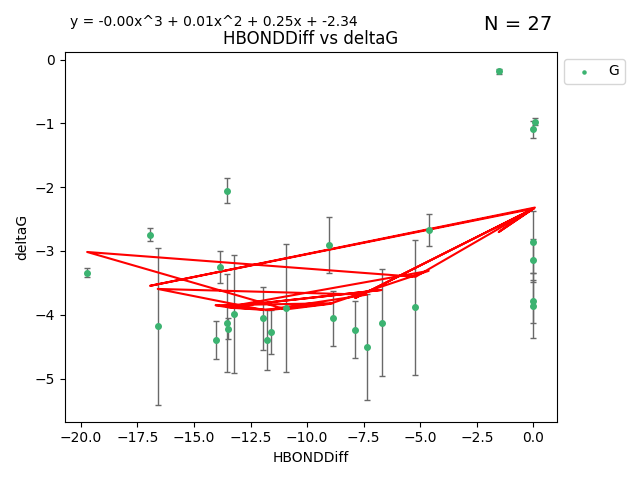 y = -0.00x^3 + 0.01x^2 + 0.25x + -2.34
N = 27
HBONDDiff vs deltaG
G
deltaG
0
−1
−2
−3
−4
−5
−20.0 −17.5 −15.0 −12.5 −10.0 −7.5 −5.0 −2.5 0.0
HBONDDiff